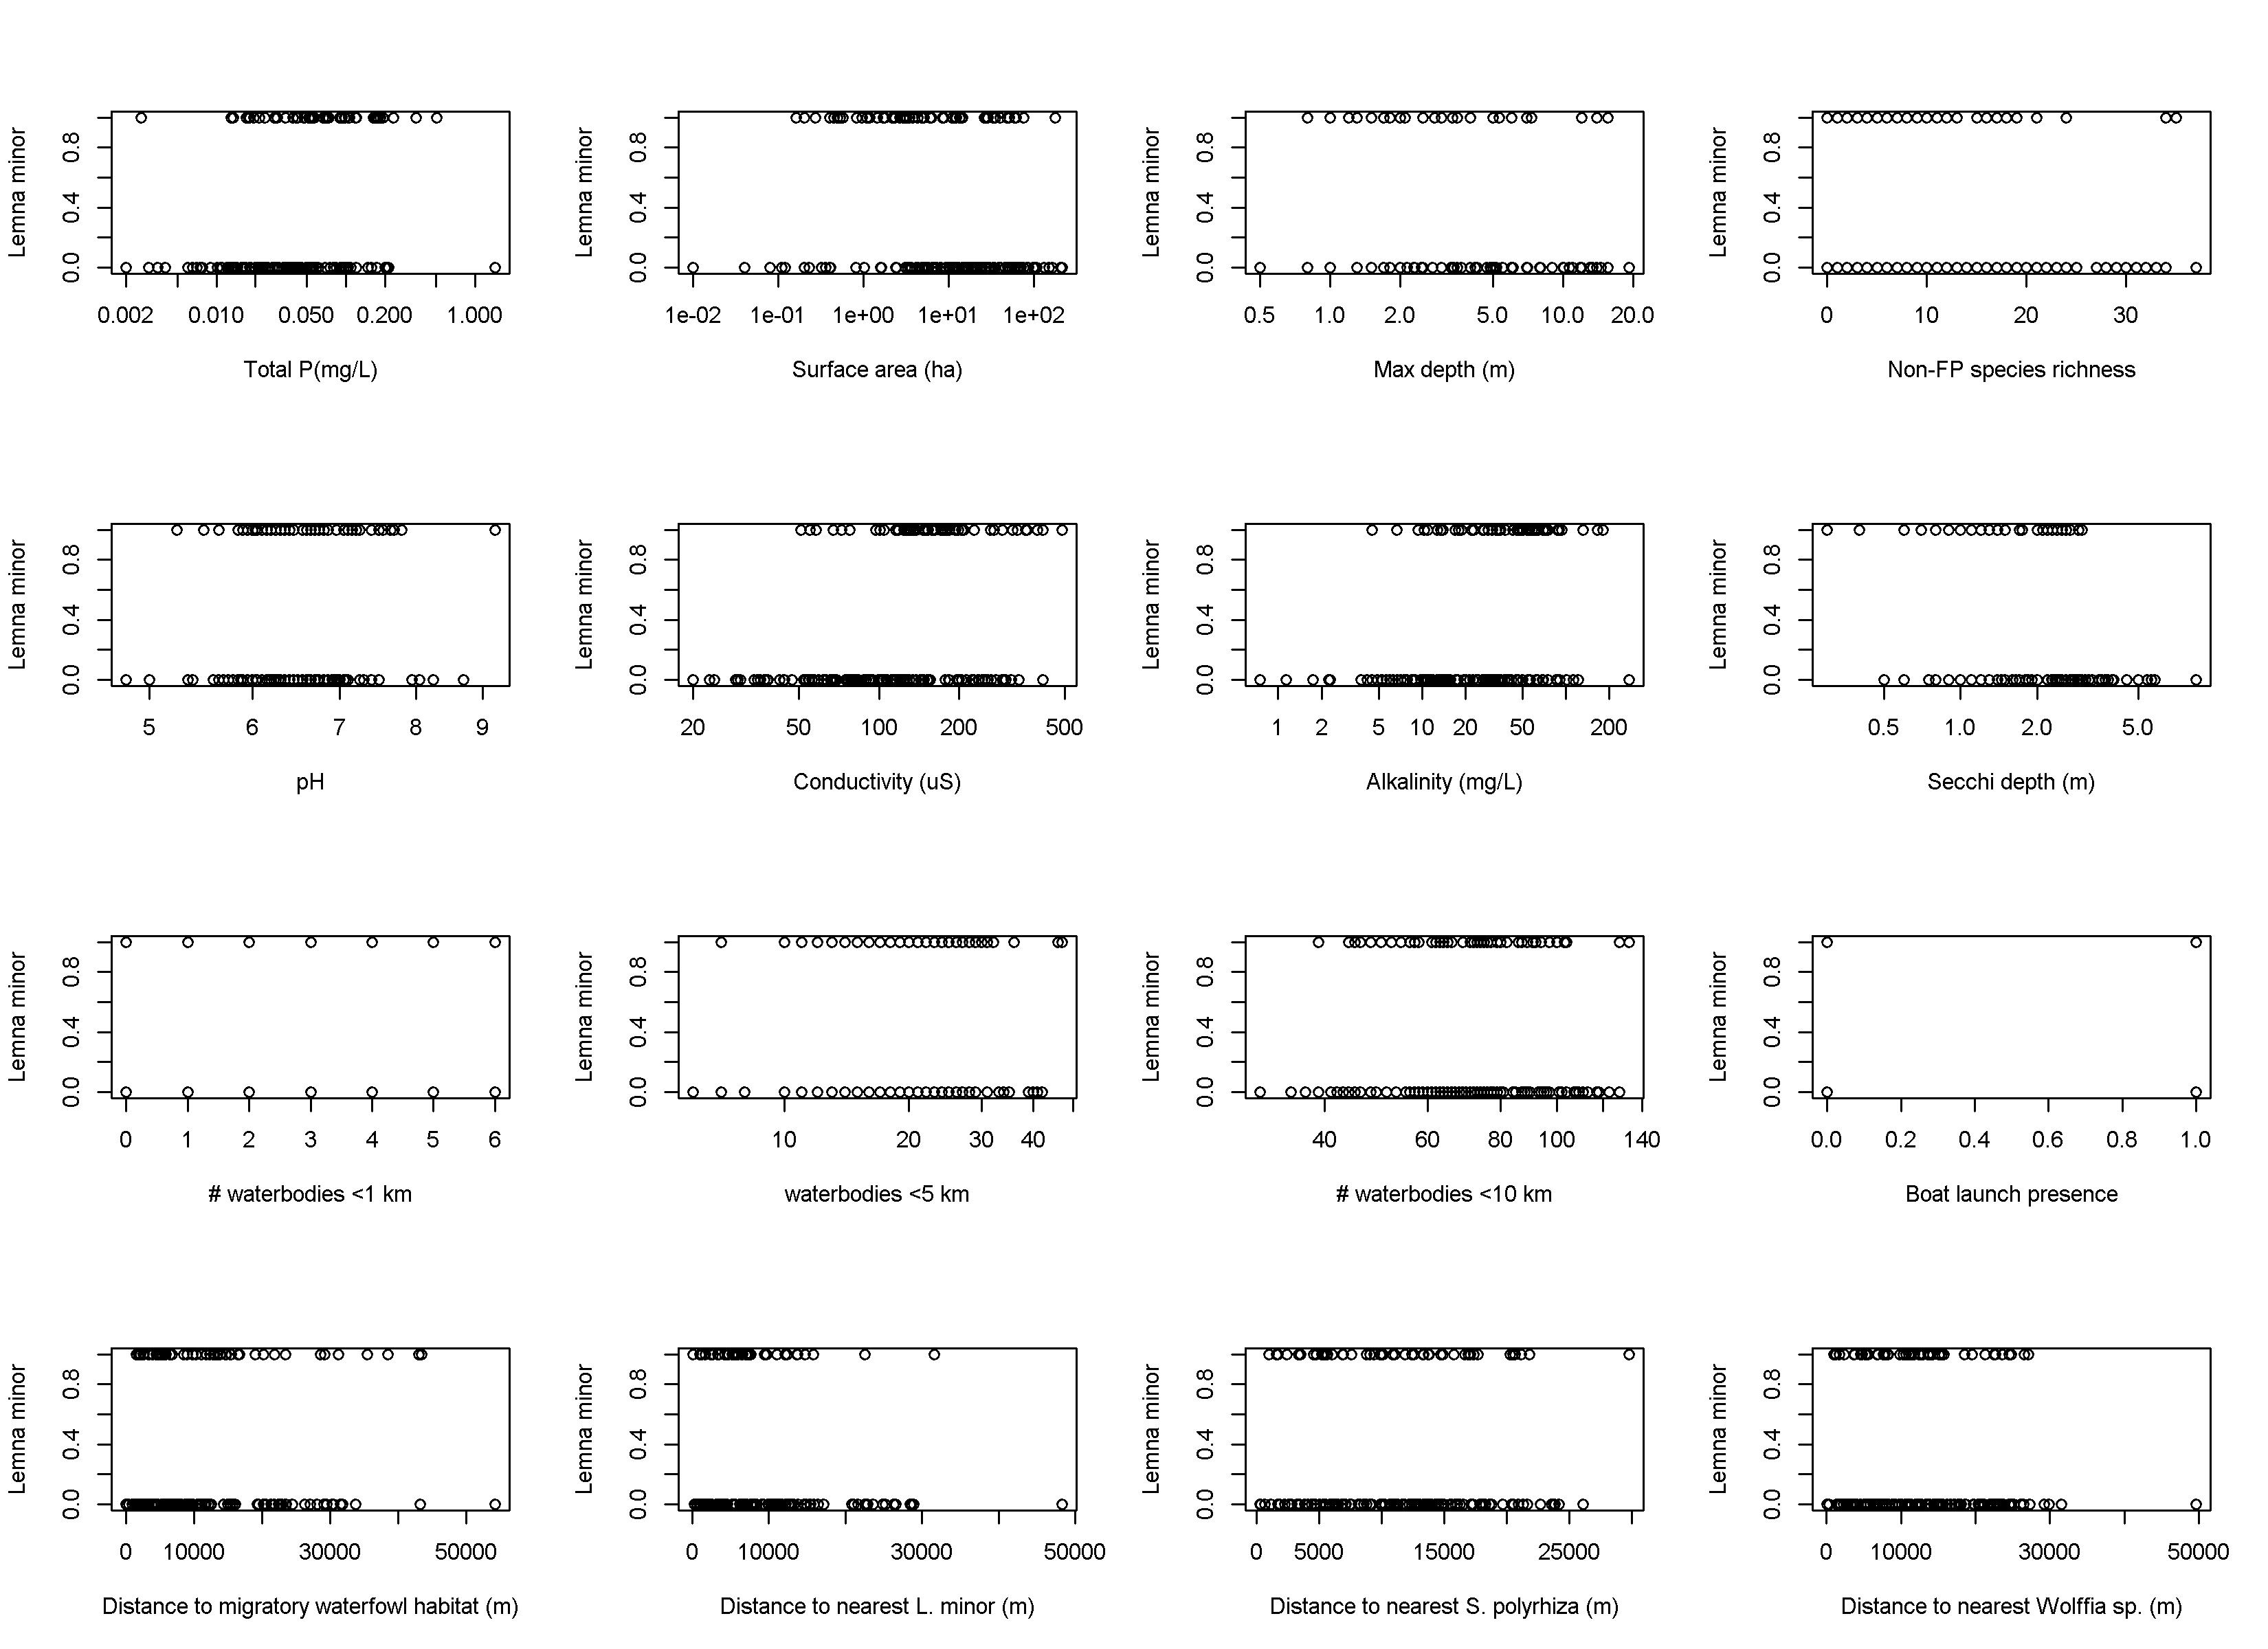 Lemna minor
0.0 0.4 0.8
0.002 0.010 0.050 0.200 1.000
Total P(mg/L)
Lemna minor
0.0 0.4 0.8
1e-02 1e-01 1e+00 1e+01 1e+02
Surface area (ha)
Lemna minor
0.0 0.4 0.8
0.5 1.0 2.0 5.0 10.0 20.0
Max depth (m)
Lemna minor
0.0 0.4 0.8
0 10 20 30
Non-FP species richness
Lemna minor
0.0 0.4 0.8
5 6 7 8 9
pH
Lemna minor
0.0 0.4 0.8
20 50 100 200 500
Conductivity (uS)
Lemna minor
0.0 0.4 0.8
1 2 5 10 20 50 200
Alkalinity (mg/L)
Lemna minor
0.0 0.4 0.8
0.5 1.0 2.0 5.0
Secchi depth (m)
Lemna minor
0.0 0.4 0.8
0 1 2 3 4 5 6
# waterbodies <1 km
Lemna minor
0.0 0.4 0.8
10 20 30 40
waterbodies <5 km
Lemna minor
0.0 0.4 0.8
40 60 80 100 140
# waterbodies <10 km
Lemna minor
0.0 0.4 0.8
0.0 0.2 0.4 0.6 0.8 1.0
Boat launch presence
Lemna minor
0.0 0.4 0.8
0 10000 30000 50000
Distance to migratory waterfowl habitat (m)
Lemna minor
0.0 0.4 0.8
0 10000 30000 50000
Distance to nearest L. minor (m)
Lemna minor
0.0 0.4 0.8
0 5000 15000 25000
Distance to nearest S. polyrhiza (m)
Lemna minor
0.0 0.4 0.8
0 10000 30000 50000
Distance to nearest Wolffia sp. (m)